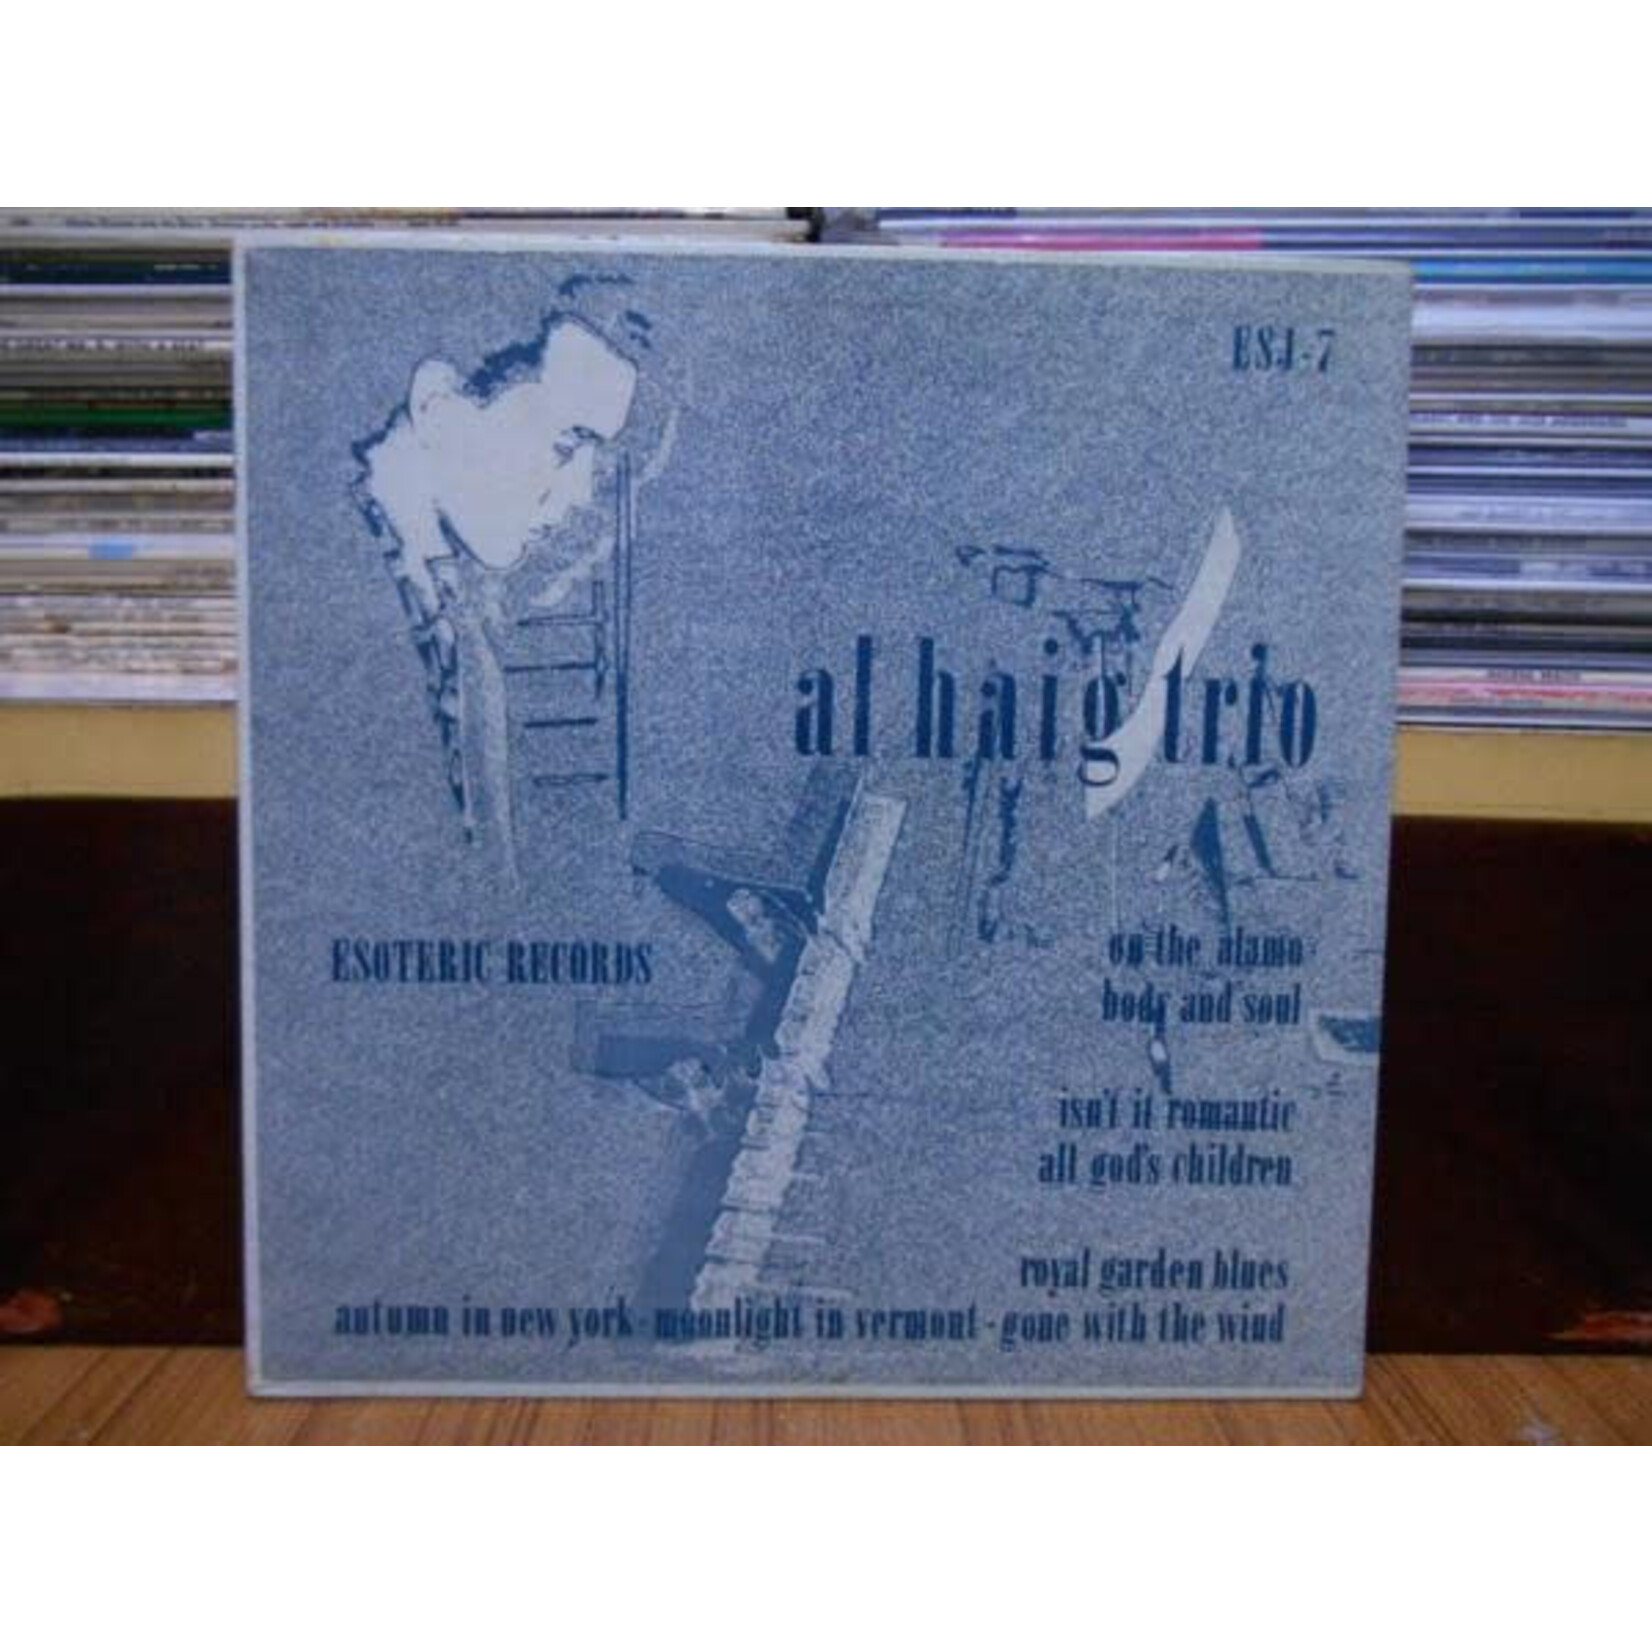 ESJ-7
al haig trio
ESOTERIC RECORDS
on the alamo
body and soul
isn't it romantic
all god's children
royal garden blues
autumn in new york - moonlight in vermont - gone with the wind